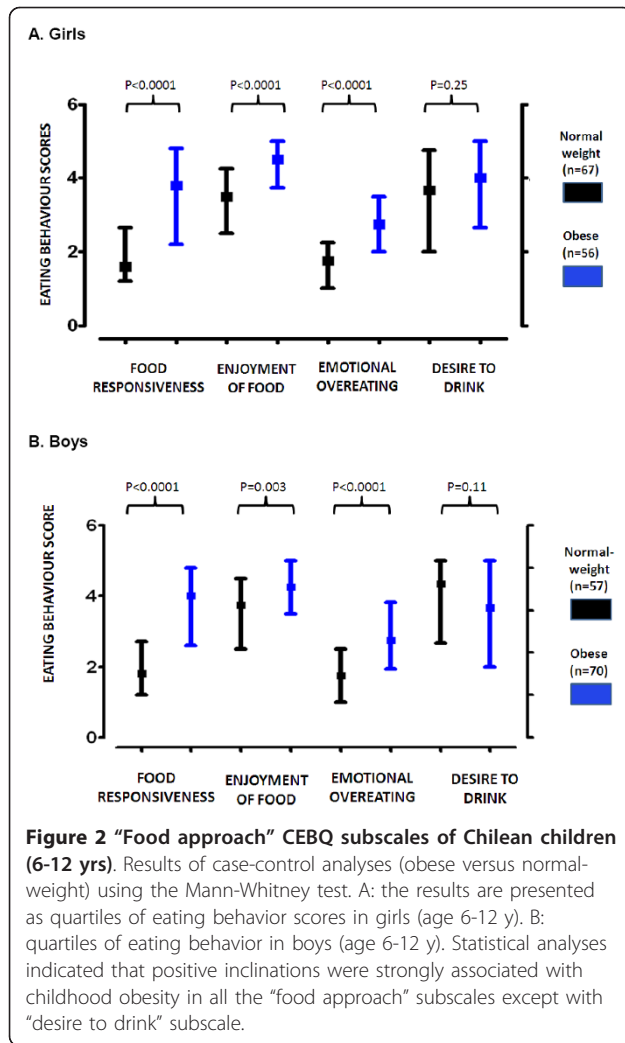 A. Girls
P<0.0001 P<0.0001 P<0.0001 P=0.25
EATING BEHAVIOUR SCORES
6
4
2
0
Normal
weight
(n=67)
Obese
(n=56)
FOOD RESPONSIVENESS
ENJOYMENT OF FOOD
EMOTIONAL OVEREATING
DESIRE TO DRINK
B. Boys
P<0.0001 P=0.003 P<0.0001 P=0.11
EATING BEHAVIOUR SCORE
6
4
2
0
Normal-
weight
(n=57)
Obese
(n=70)
FOOD RESPONSIVENESS
ENJOYMENT OF FOOD
EMOTIONAL OVEREATING
DESIRE TO DRINK
Figure 2 “Food approach” CEBQ subscales of Chilean children
(6-12 yrs). Results of case-control analyses (obese versus normal-
weight) using the Mann-Whitney test. A: the results are presented
as quartiles of eating behavior scores in girls (age 6-12 y). B:
quartiles of eating behavior in boys (age 6-12 y). Statistical analyses
indicated that positive inclinations were strongly associated with
childhood obesity in all the “food approach” subscales except with
“desire to drink” subscale.